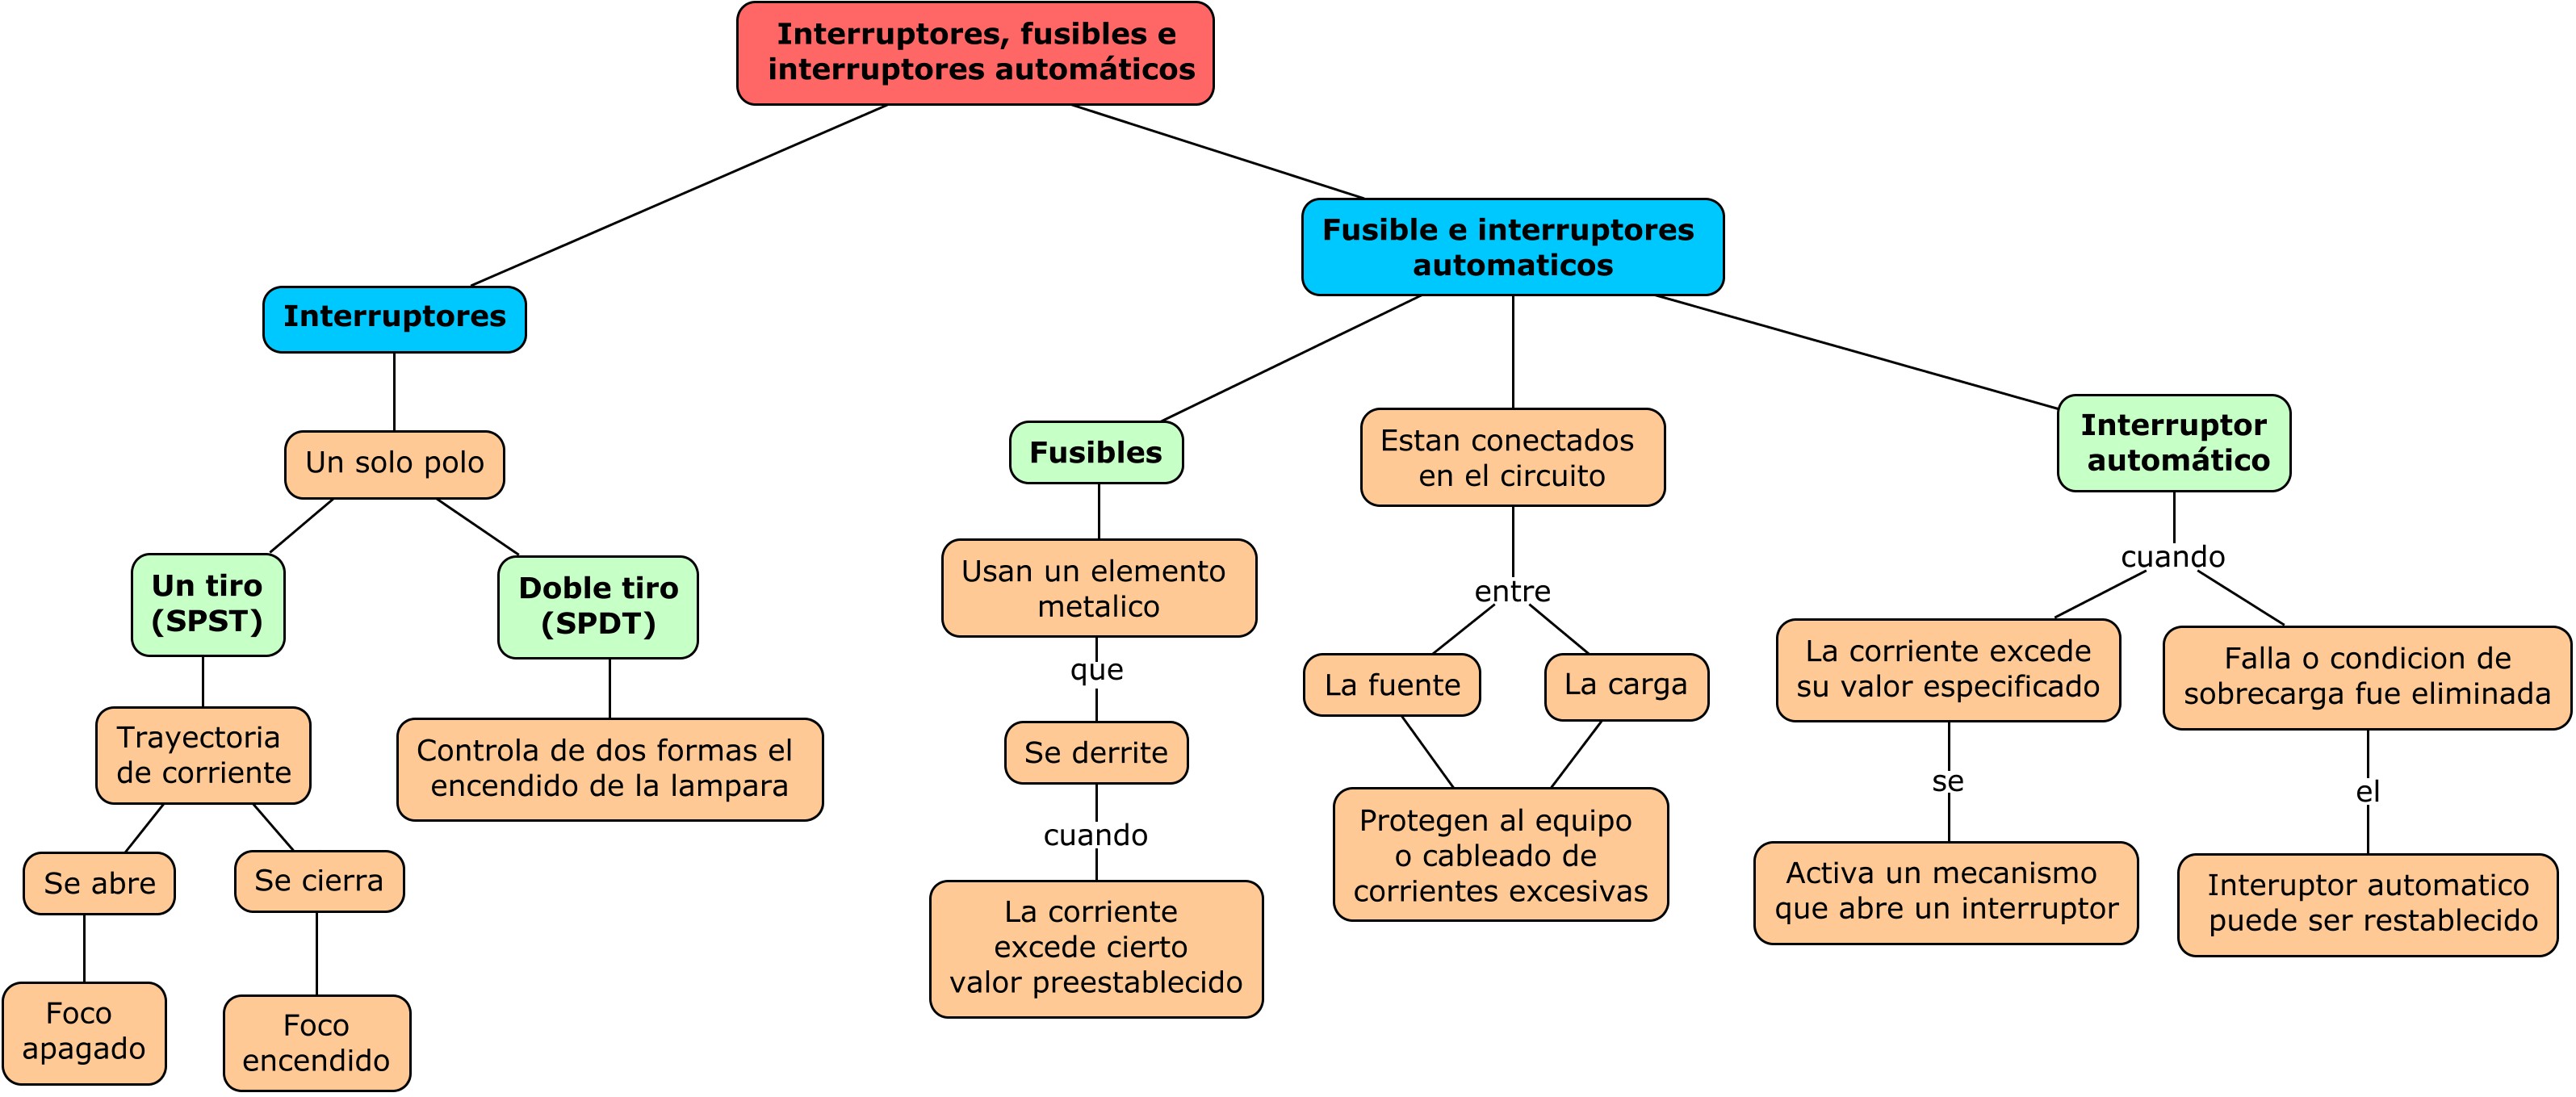 Interruptores, fusibles e
interruptores automáticos
Fusible e interruptores
automaticos
Interruptores
Un solo polo
Un tiro
(SPST)
Doble tiro
(SPDT)
Trayectoria
de corriente
Controla de dos formas el
encendido de la lampara
Se abre
Se cierra
Foco
apagado
Foco
encendido
Fusibles
Usan un elemento
metalico
que
Se derrite
cuando
La corriente
excede cierto
valor preestablecido
Estan conectados
en el circuito
entre
La fuente
La carga
Protegen al equipo
o cableado de
corrientes excesivas
Interruptor
automático
cuando
La corriente excede
su valor especificado
se
Activa un mecanismo
que abre un interruptor
Falla o condicion de
sobrecarga fue eliminada
el
Interuptor automatico
puede ser restablecido